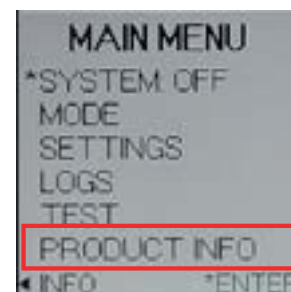 MAIN MENU
*SYSTEM: OFF
MODE
SETTINGS
LOGS
TEST
PRODUCT INFO
◄ INFO *ENTER